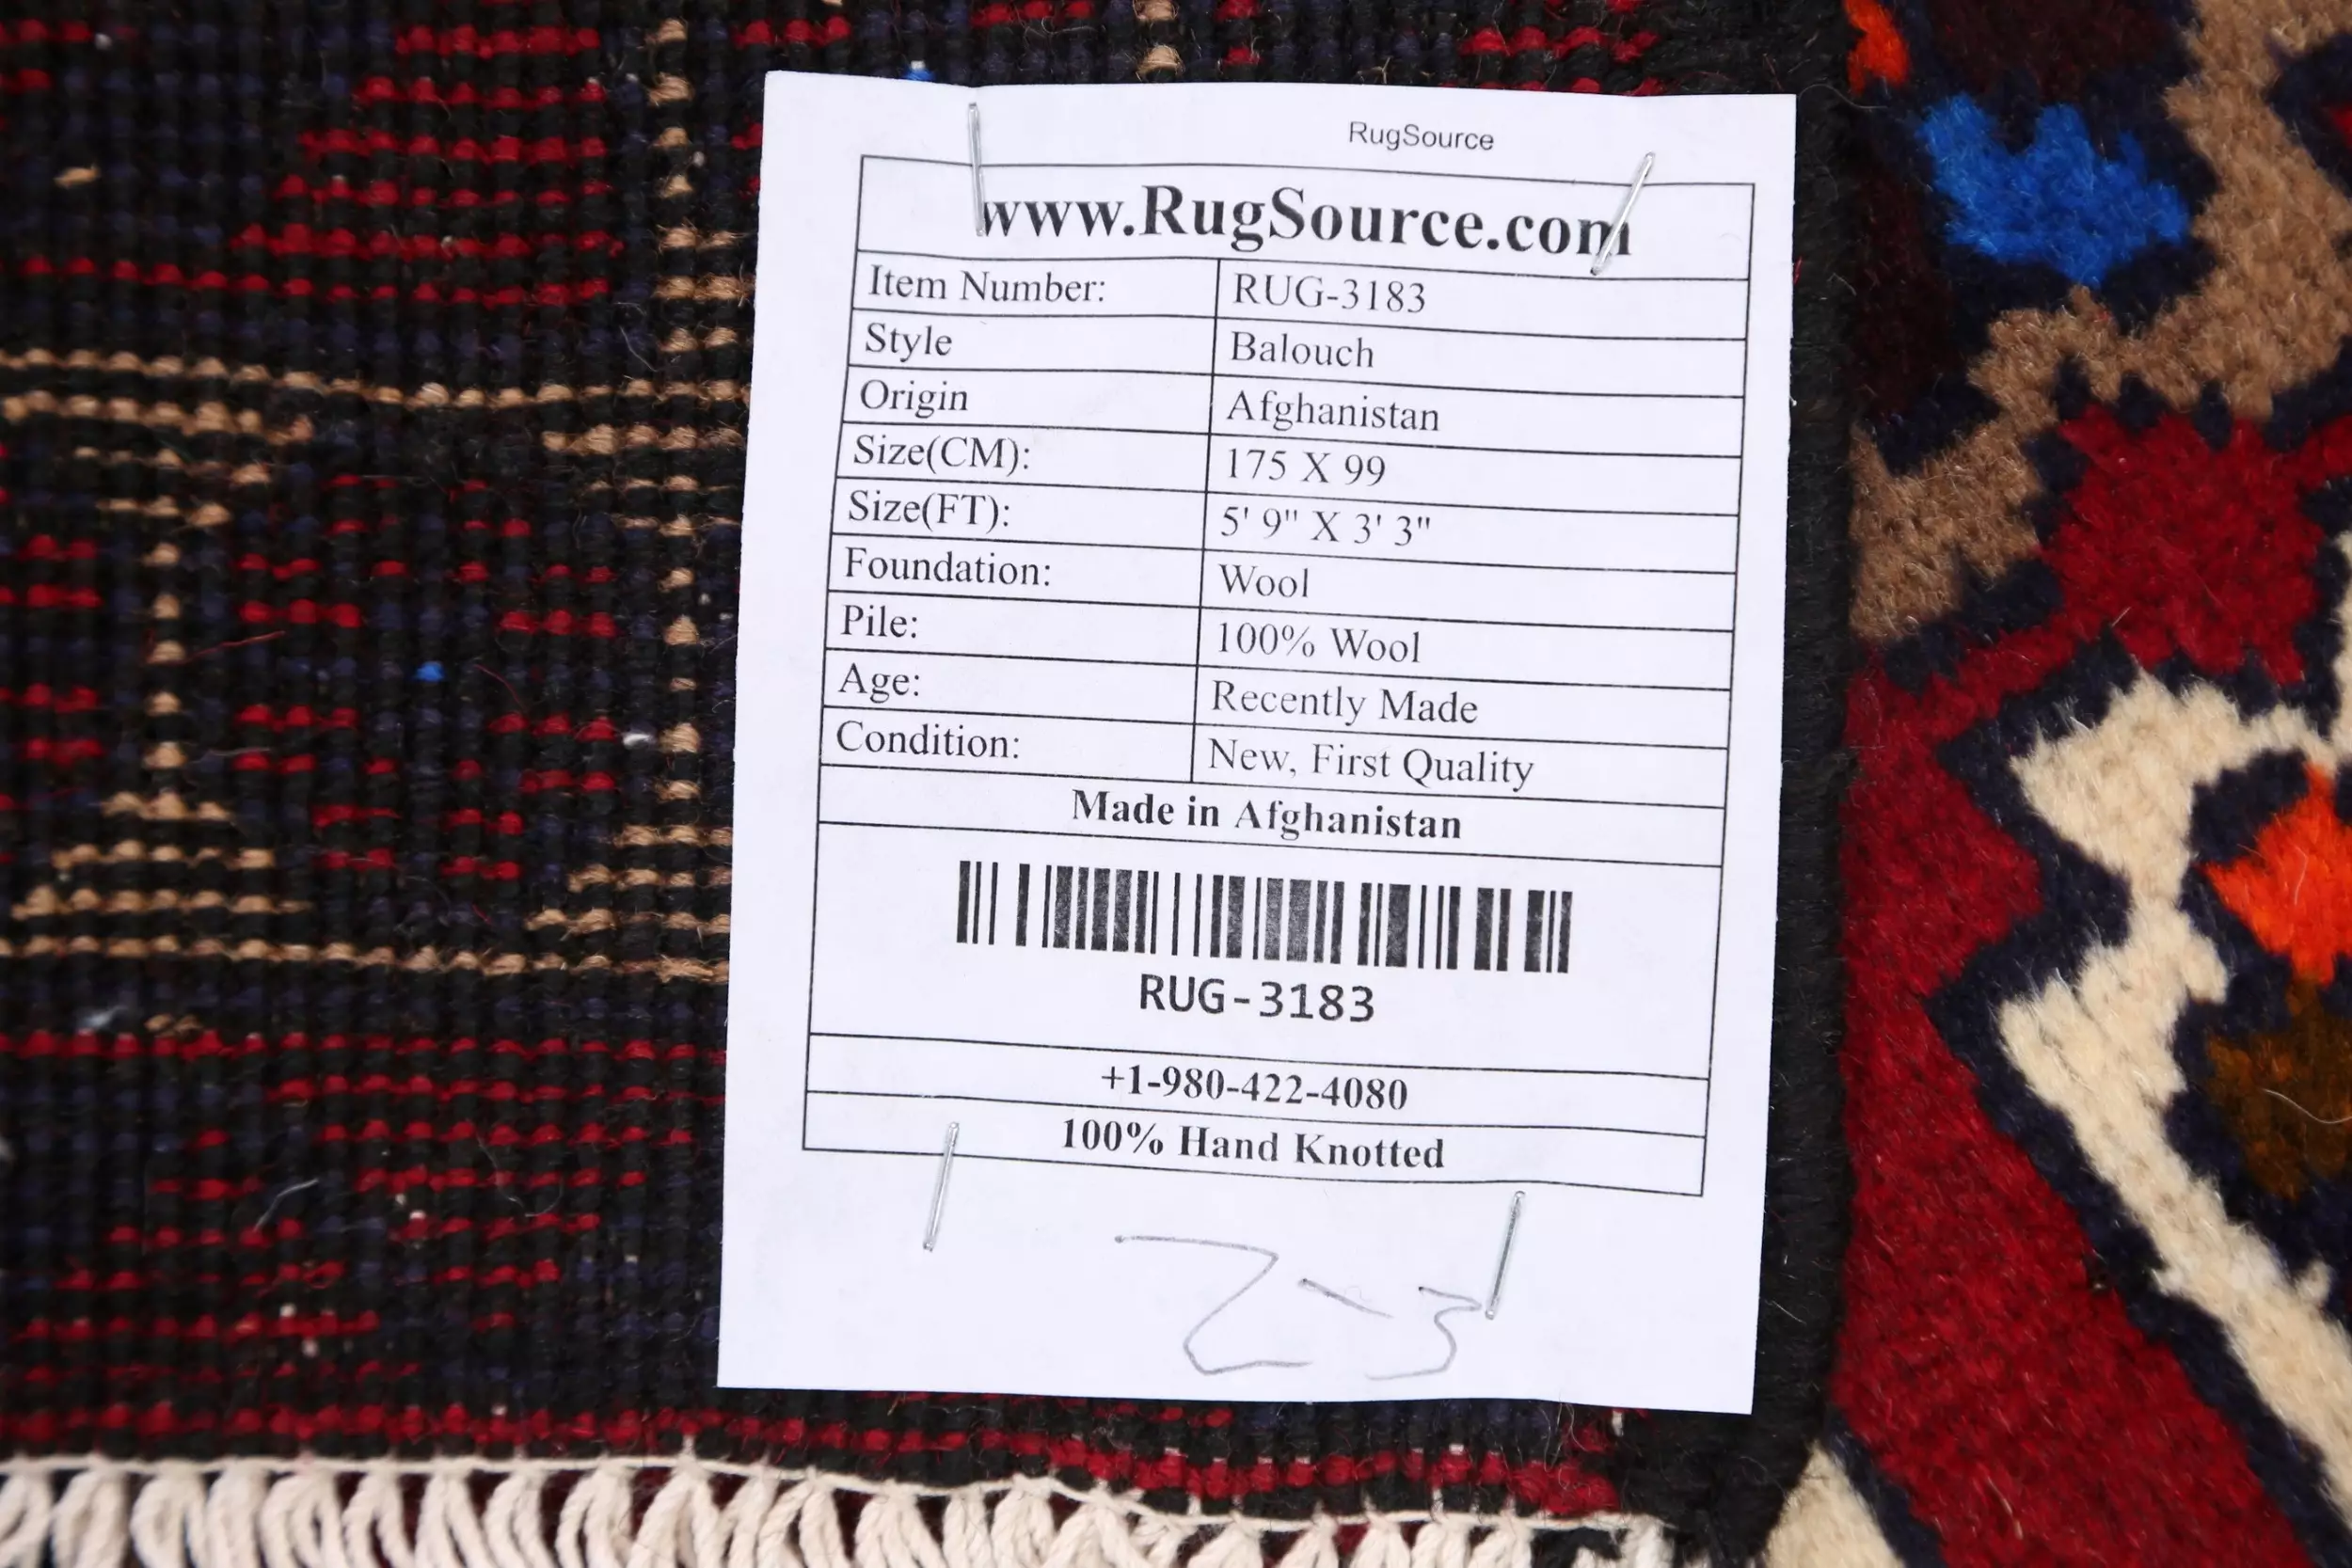 RugSource
www.RugSource.com
Item Number: RUG-3183
Style Balouch
Origin Afghanistan
Size(CM): 175 X 99
Size(FT): 5' 9" X 3' 3"
Foundation: Wool
Pile: 100% Wool
Age: Recently Made
Condition: New, First Quality
Made in Afghanistan
RUG-3183
+1-980-422-4080
100% Hand Knotted
Z-3